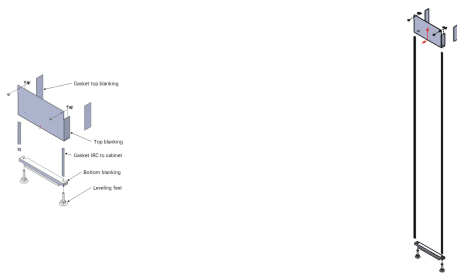 Gasket top blanking
Top blanking
Gasket IRC to cabinet
Bottom blanking
Leveling feet